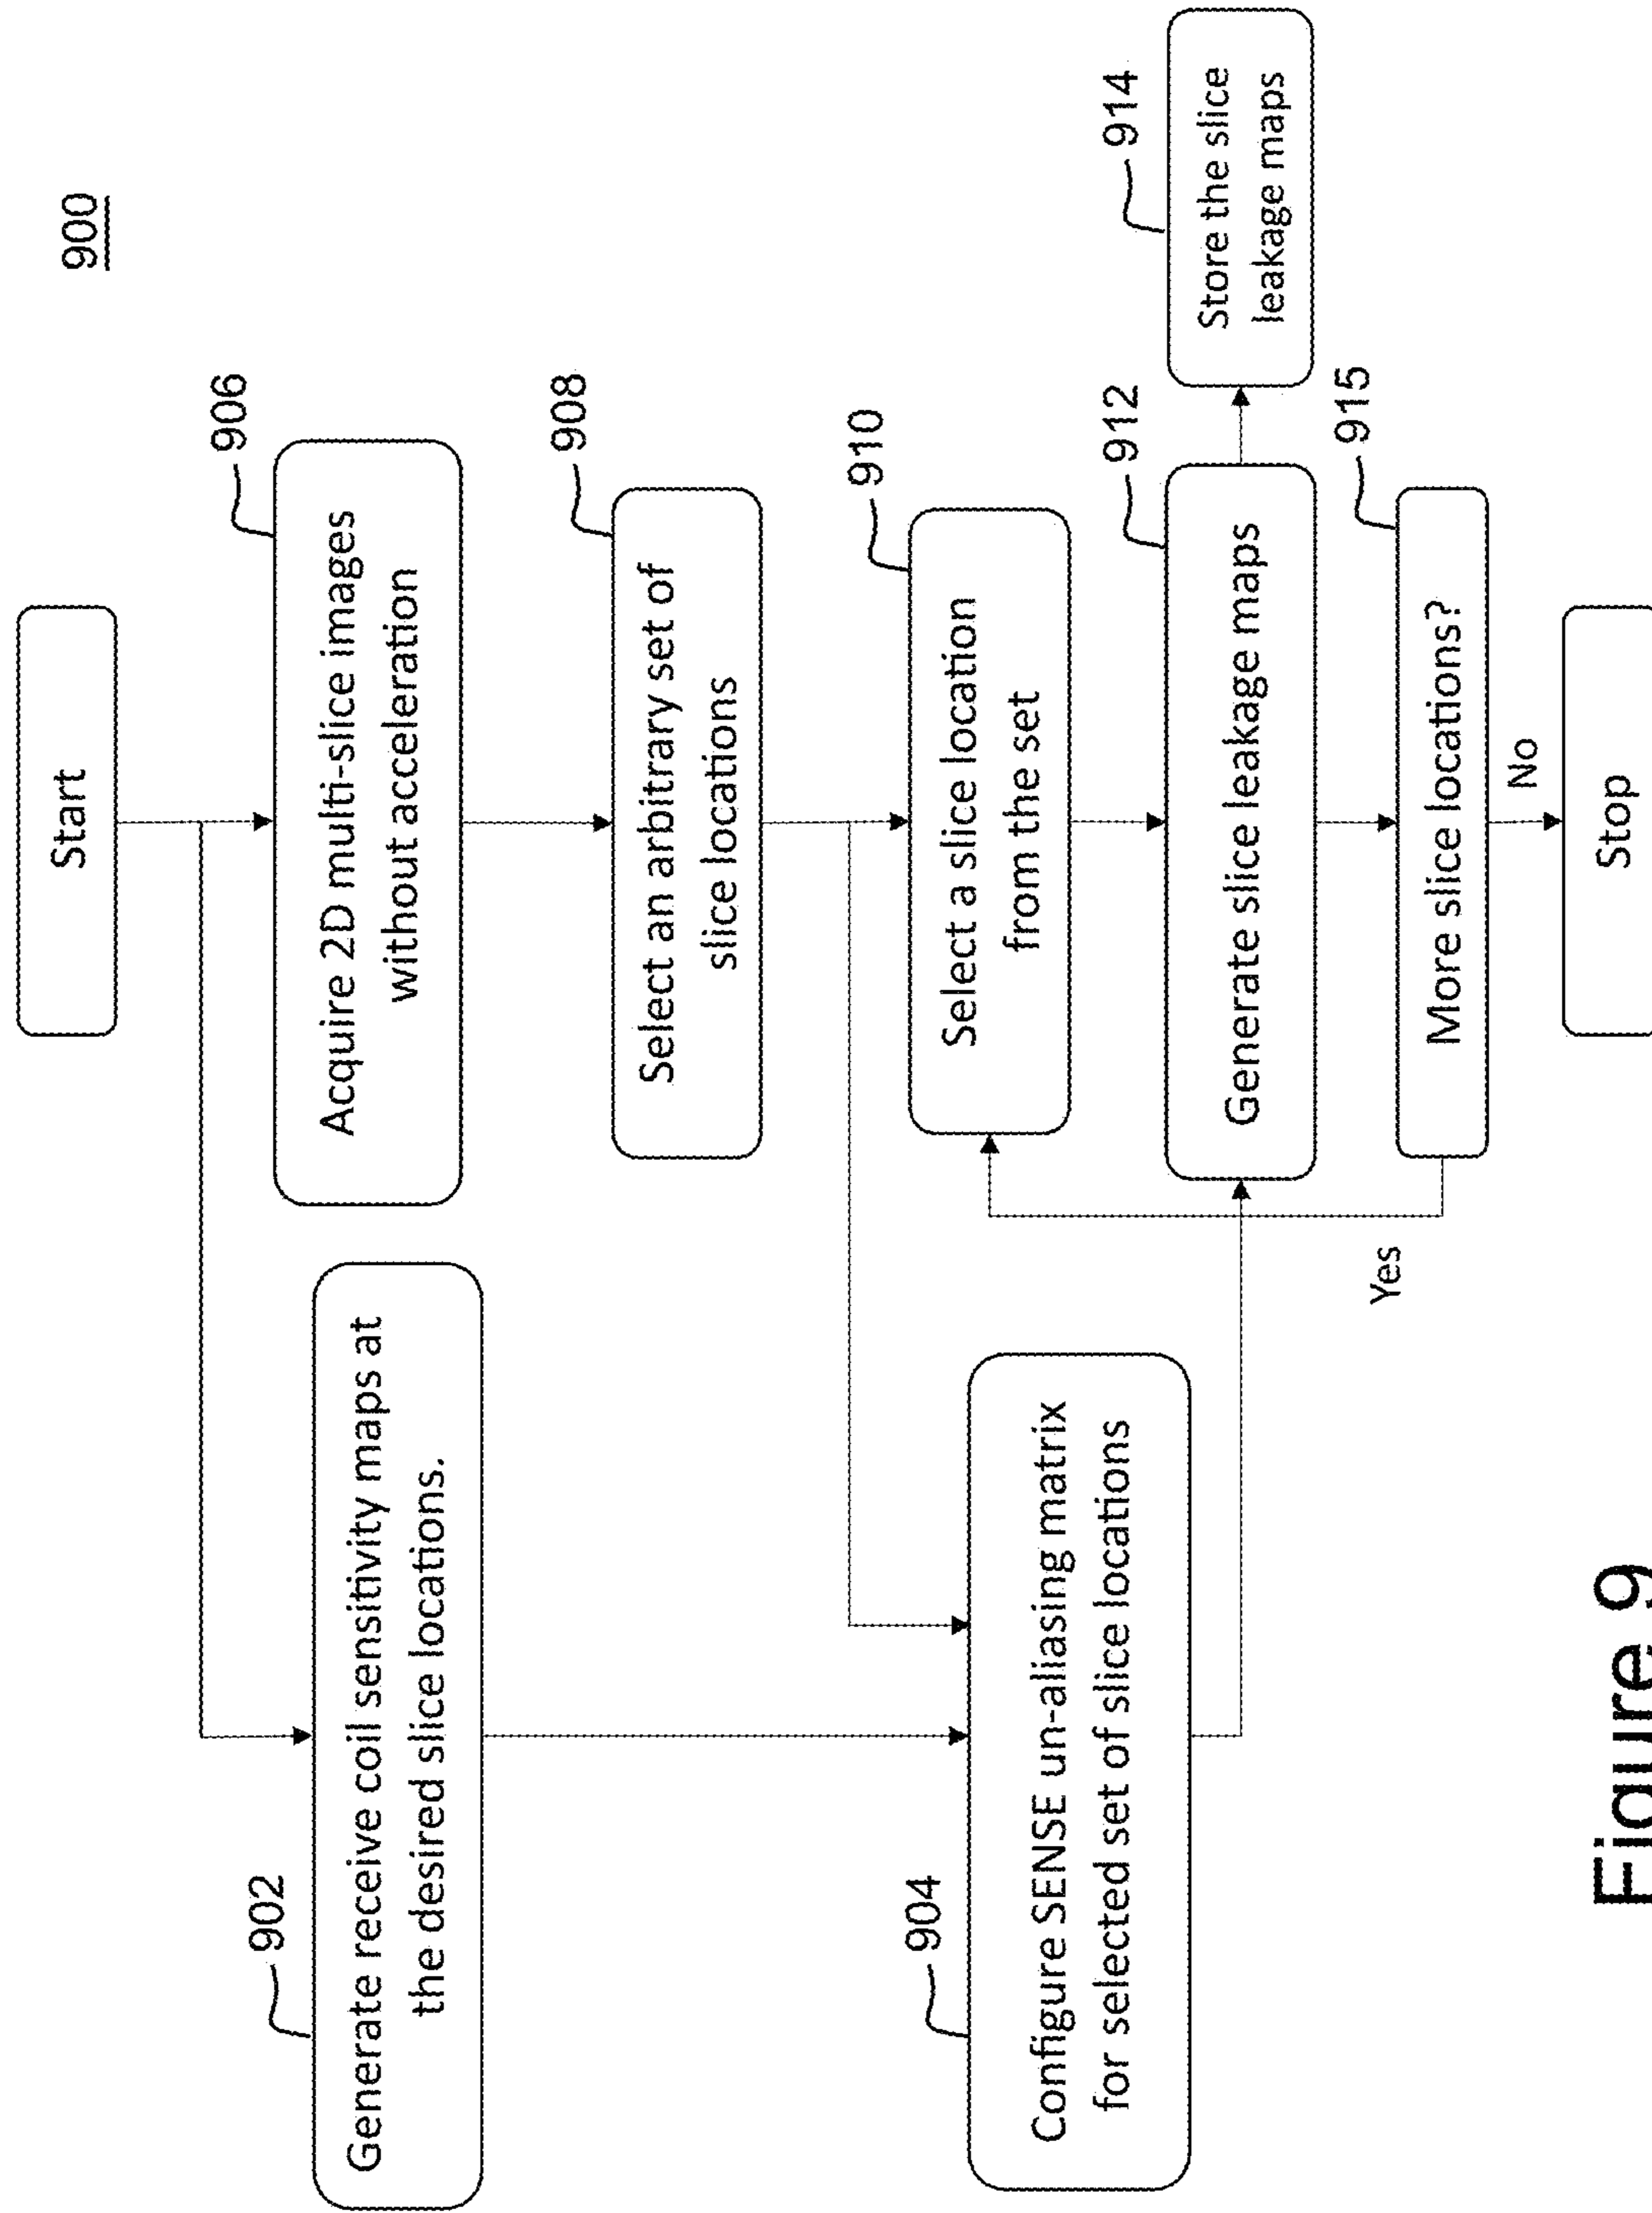 900
Start
906
Acquire 2D multi-slice images
without acceleration
902
Generate receive coil sensitivity maps at
the desired slice locations.
908
Select an arbitrary set of
slice locations
910
Select a slice location
from the set
904
Configure SENSE un-aliasing matrix
for selected set of slice locations
912
Generate slice leakage maps
914
Store the slice
leakage maps
915
More slice locations?
Yes
No
Stop
Figure 9